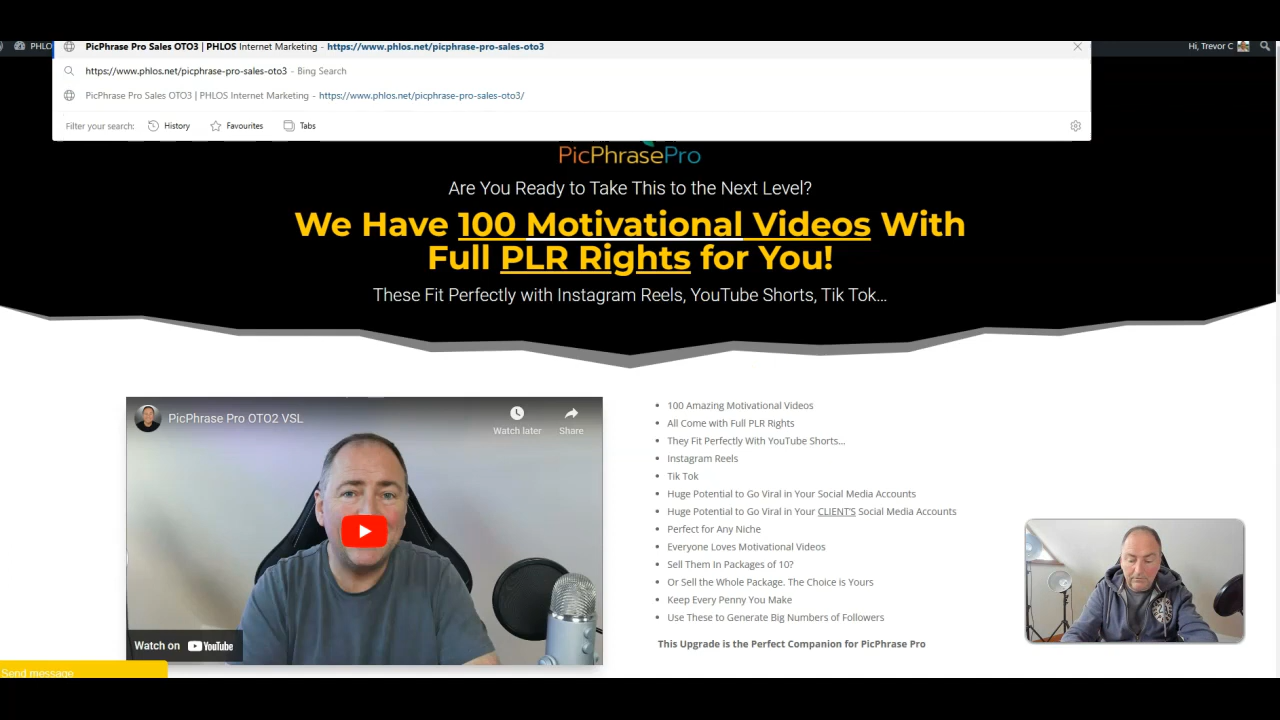 PHLO
PicPhrase Pro Sales OTO3 | PHLOS Internet Marketing - https://www.phlos.net/picphrase-pro-sales-oto3
Hi, Trevor C
https://www.phlos.net/picphrase-pro-sales-oto3 - Bing Search
PicPhrase Pro Sales OTO3 | PHLOS Internet Marketing - https://www.phlos.net/picphrase-pro-sales-oto3/
Filter your search: History Favourites Tabs
PicPhrasePro
Are You Ready to Take This to the Next Level?
We Have 100 Motivational Videos With
Full PLR Rights for You!
These Fit Perfectly with Instagram Reels, YouTube Shorts, Tik Tok...
PicPhrase Pro OTO2 VSL
Watch later
Share
Watch on YouTube
Send message
• 100 Amazing Motivational Videos
• All Come with Full PLR Rights
• They Fit Perfectly With YouTube Shorts...
• Instagram Reels
• Tik Tok
• Huge Potential to Go Viral in Your Social Media Accounts
• Huge Potential to Go Viral in Your CLIENT'S Social Media Accounts
• Perfect for Any Niche
• Everyone Loves Motivational Videos
• Sell Them In Packages of 10?
• Or Sell the Whole Package. The Choice is Yours
• Keep Every Penny You Make
• Use These to Generate Big Numbers of Followers
This Upgrade is the Perfect Companion for PicPhrase Pro